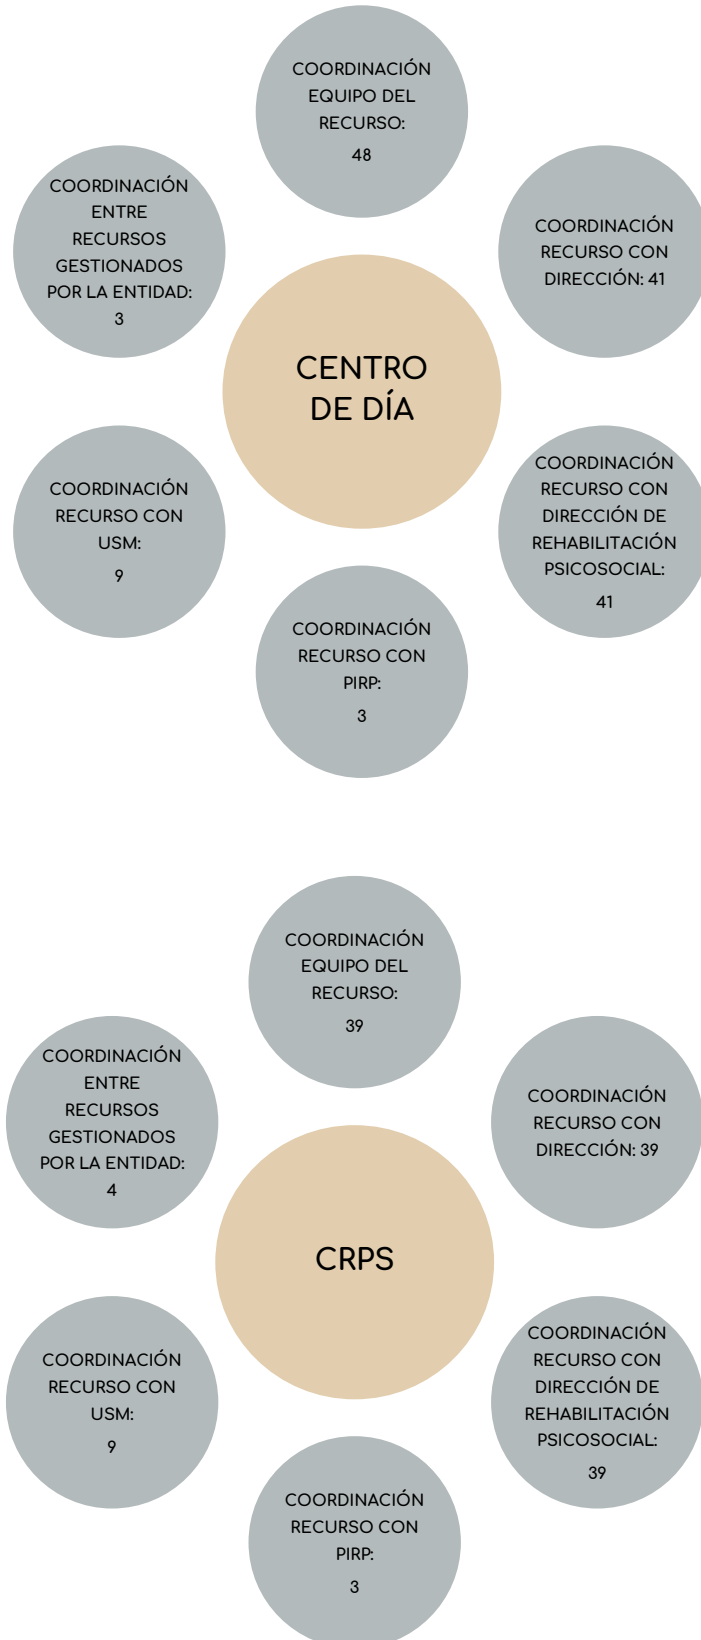 COORDINACIÓN
EQUIPO DEL
RECURSO:
48
COORDINACIÓN
ENTRE
RECURSOS
GESTIONADOS
POR LA ENTIDAD:
3
COORDINACIÓN
RECURSO CON
DIRECCIÓN: 41
CENTRO
DE DÍA
COORDINACIÓN
RECURSO CON
USM:
9
COORDINACIÓN
RECURSO CON
DIRECCIÓN DE
REHABILITACIÓN
PSICOSOCIAL:
41
COORDINACIÓN
RECURSO CON
PIRP:
3
COORDINACIÓN
EQUIPO DEL
RECURSO:
39
COORDINACIÓN
ENTRE
RECURSOS
GESTIONADOS
POR LA ENTIDAD:
4
COORDINACIÓN
RECURSO CON
DIRECCIÓN: 39
CRPS
COORDINACIÓN
RECURSO CON
USM:
9
COORDINACIÓN
RECURSO CON
DIRECCIÓN DE
REHABILITACIÓN
PSICOSOCIAL:
39
COORDINACIÓN
RECURSO CON
PIRP:
3